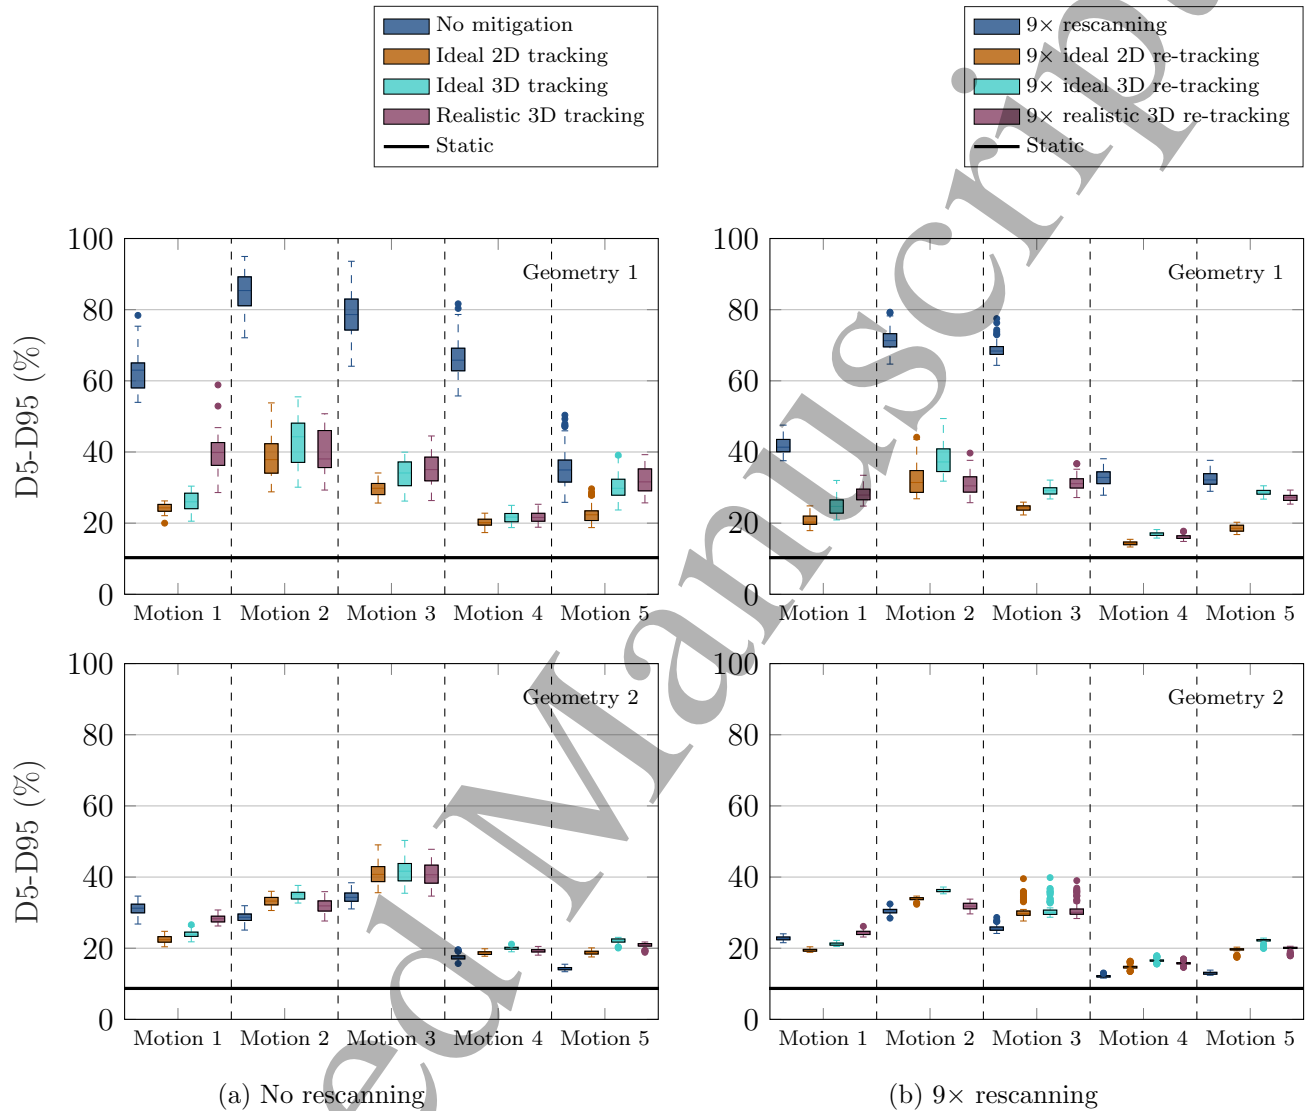 No mitigation
Ideal 2D tracking
Ideal 3D tracking
Realistic 3D tracking
Static
9× rescanning
9× ideal 2D re-tracking
9× ideal 3D re-tracking
9× realistic 3D re-tracking
Static
D5-D95 (%)
100
80
60
40
20
0
Geometry 1
Motion 1 Motion 2 Motion 3 Motion 4 Motion 5
100
80
60
40
20
0
Geometry 1
Motion 1 Motion 2 Motion 3 Motion 4 Motion 5
D5-D95 (%)
100
80
60
40
20
0
Geometry 2
Motion 1 Motion 2 Motion 3 Motion 4 Motion 5
100
80
60
40
20
0
Geometry 2
Motion 1 Motion 2 Motion 3 Motion 4 Motion 5
(a) No rescanning
(b) 9× rescanning
ed Manuscript